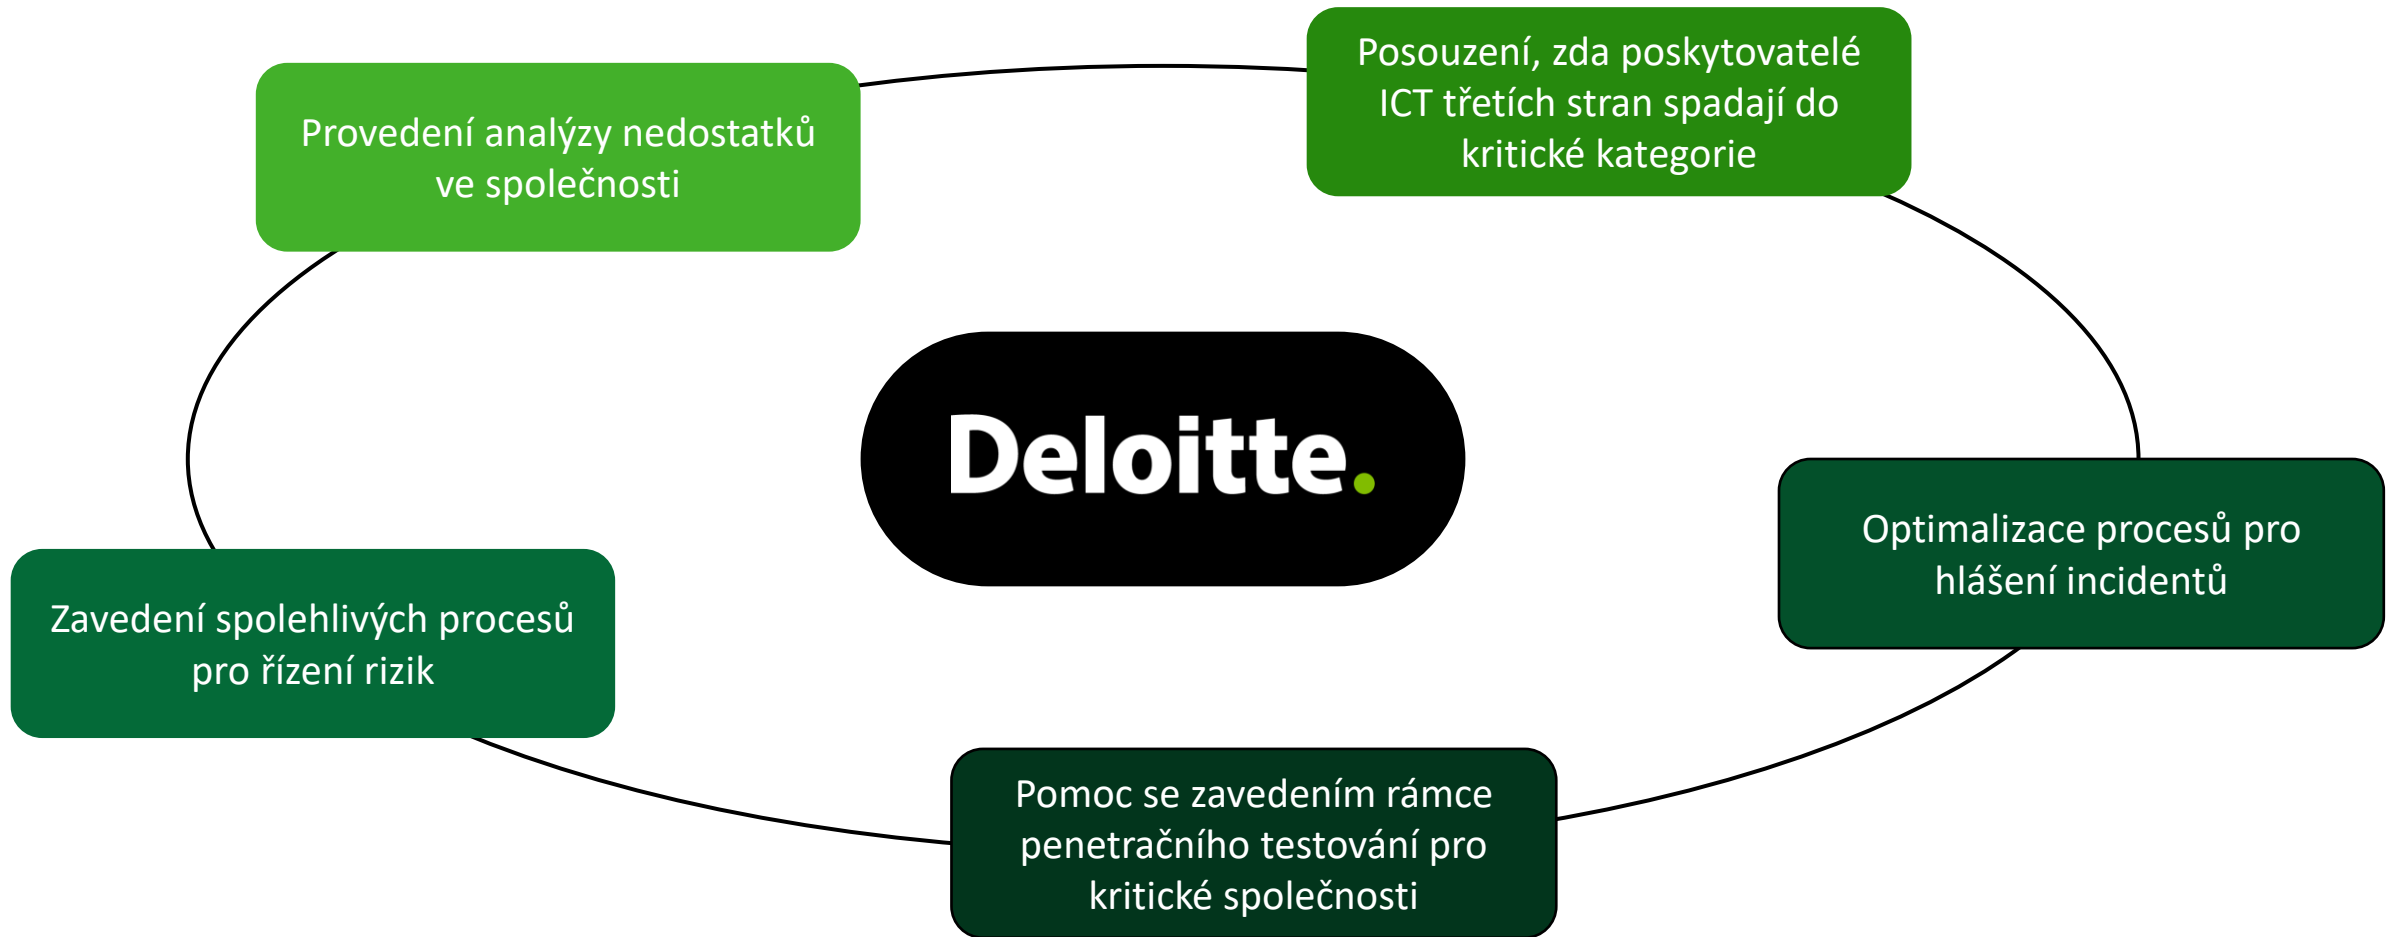 Provedení analýzy nedostatků
ve společnosti
Posouzení, zda poskytovatelé
ICT třetích stran spadají do
kritické kategorie
Deloitte.
Optimalizace procesů pro
hlášení incidentů
Zavedení spolehlivých procesů
pro řízení rizik
Pomoc se zavedením rámce
penetračního testování pro
kritické společnosti